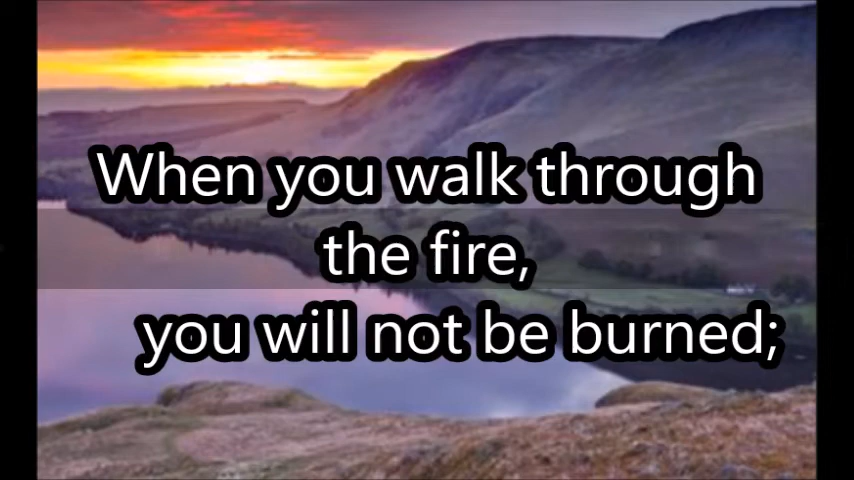 When you walk through
the fire,
you will not be burned;